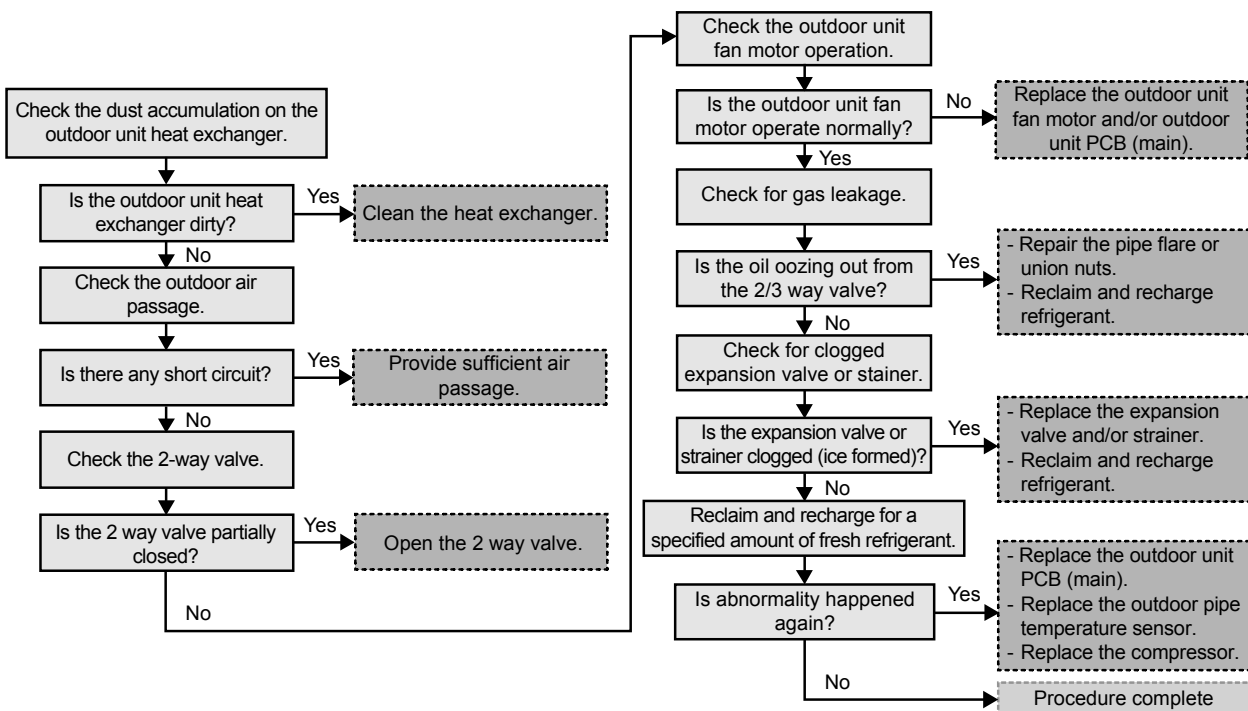 Check the dust accumulation on the
outdoor unit heat exchanger.
Is the outdoor unit heat
exchanger dirty?
Yes
Clean the heat exchanger.
No
Check the outdoor air
passage.
Is there any short circuit?
Yes
Provide sufficient air
passage.
No
Check the 2-way valve.
Is the 2 way valve partially
closed?
Yes
Open the 2 way valve.
No
Check the outdoor unit
fan motor operation.
Is the outdoor unit fan
motor operate normally?
No
Replace the outdoor unit
fan motor and/or outdoor
unit PCB (main).
Yes
Check for gas leakage.
Is the oil oozing out from
the 2/3 way valve?
Yes
- Repair the pipe flare or
union nuts.
- Reclaim and recharge
refrigerant.
No
Check for clogged
expansion valve or stainer.
Is the expansion valve or
strainer clogged (ice formed)?
Yes
- Replace the expansion
valve and/or strainer.
- Reclaim and recharge
refrigerant.
No
Reclaim and recharge for a
specified amount of fresh refrigerant.
Is abnormality happened
again?
Yes
- Replace the outdoor unit
PCB (main).
- Replace the outdoor pipe
temperature sensor.
- Replace the compressor.
No
Procedure complete